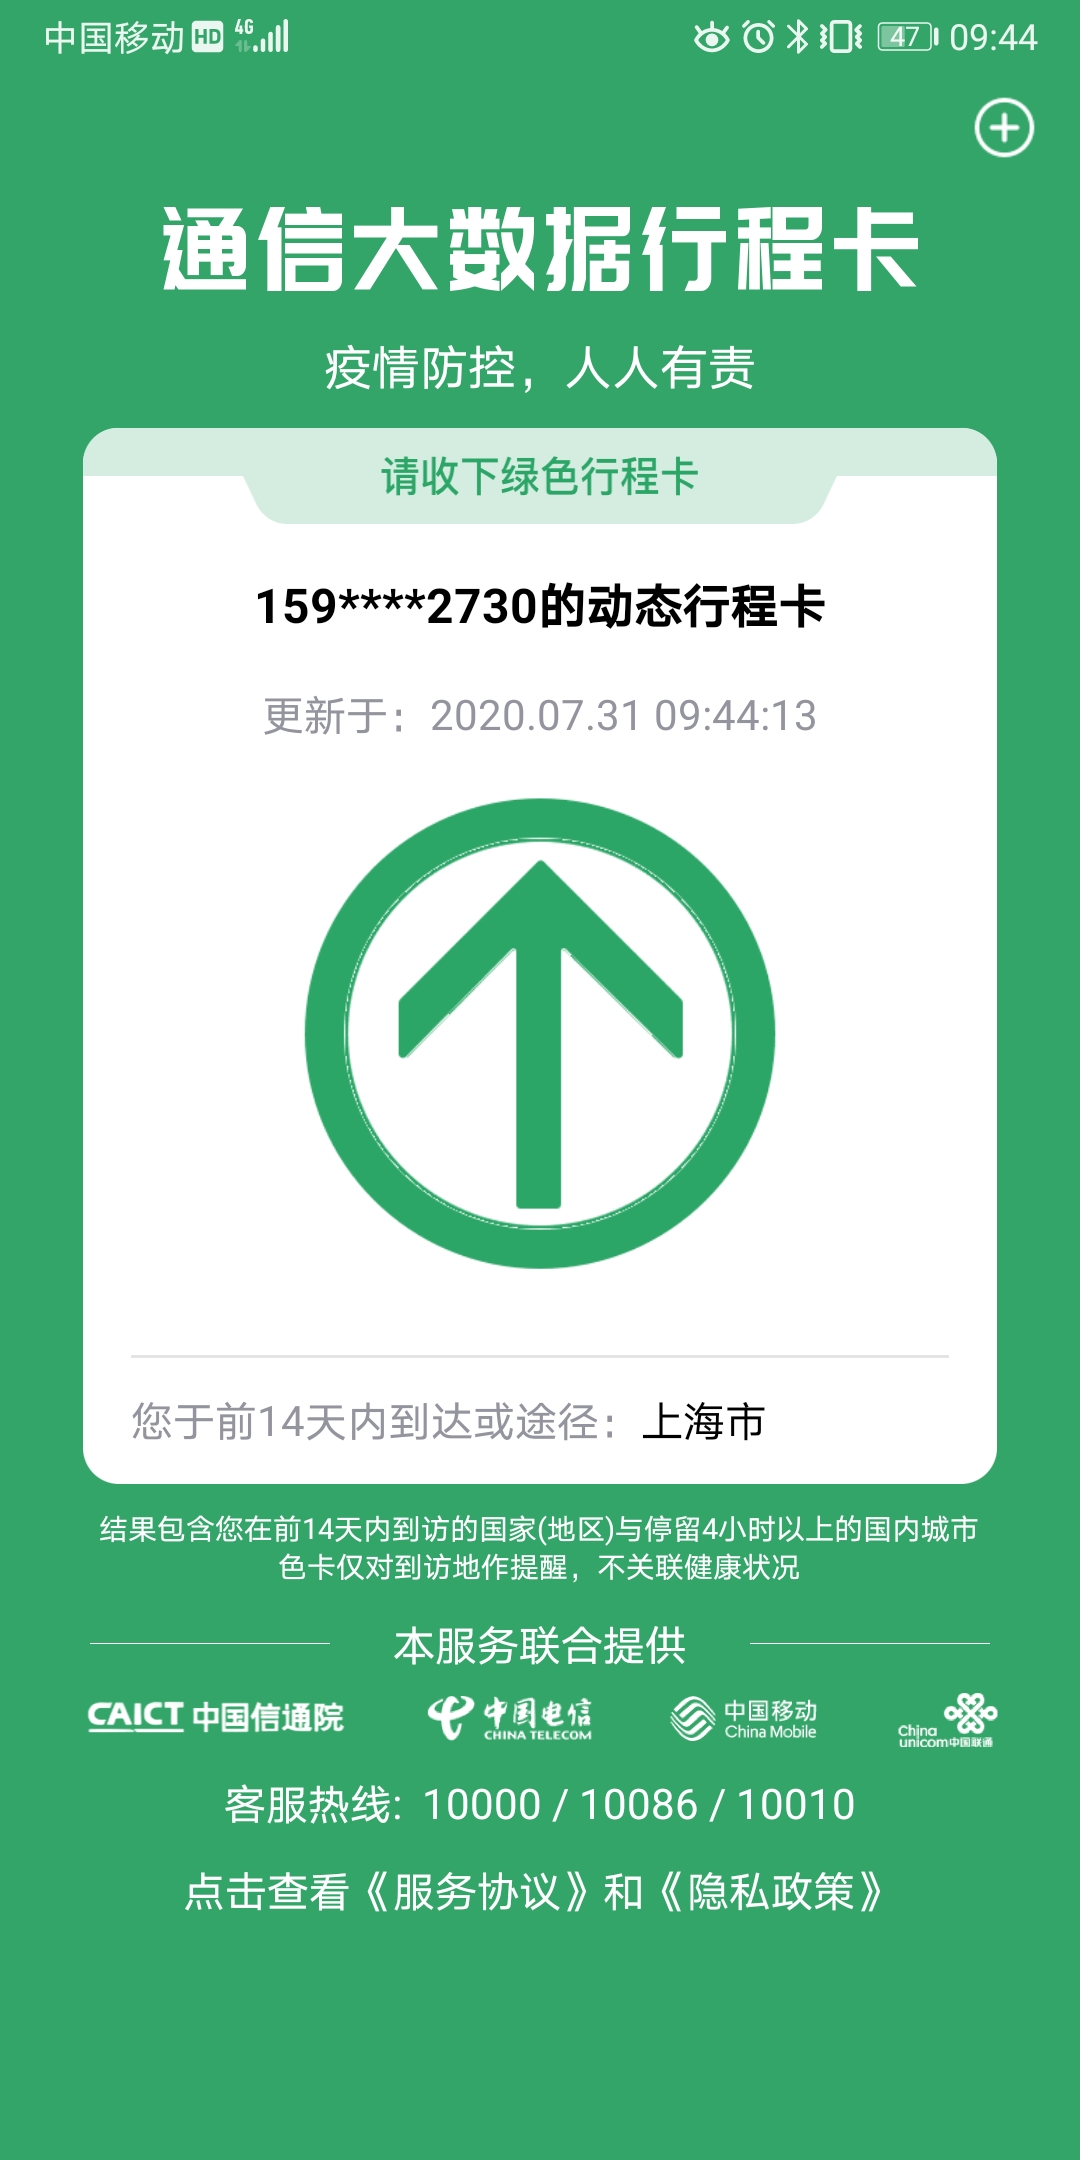 中国移动 HD 4G 47 09:44
通信大数据行程卡
疫情防控，人人有责
请收下绿色行程卡
159****2730的动态行程卡
更新于：2020.07.31 09:44:13
您于前14天内到达或途径：上海市
结果包含您在前14天内到访的国家(地区)与停留4小时以上的国内城市
色卡仅对到访地作提醒，不关联健康状况
本服务联合提供
CAICT 中国信通院
中国电信
CHINA TELECOM
中国移动
China Mobile
China
unicom中国联通
客服热线: 10000 / 10086 / 10010
点击查看《服务协议》和《隐私政策》